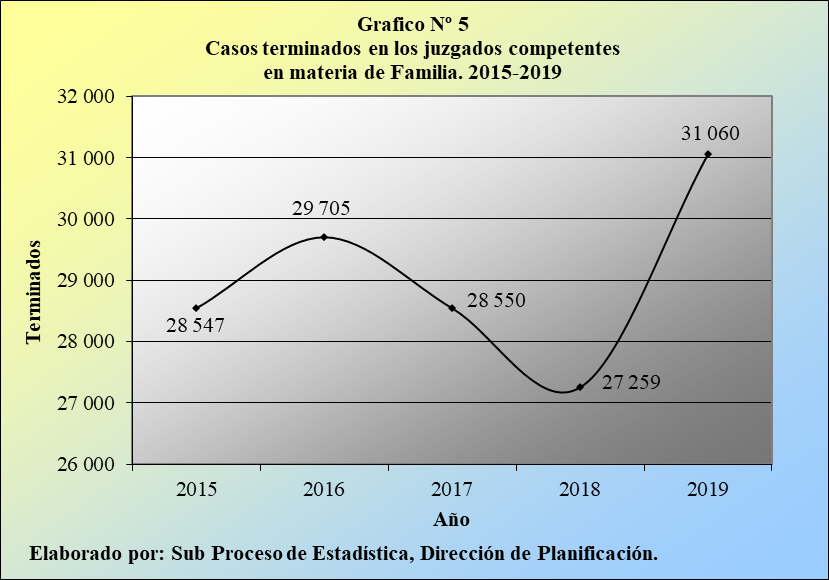 Grafico Nº 5
Casos terminados en los juzgados competentes
en materia de Familia. 2015-2019
32 000
31 000
30 000
29 000
28 000
27 000
26 000
Terminados
28 547
29 705
28 550
27 259
31 060
2015 2016 2017 2018 2019
Año
Elaborado por: Sub Proceso de Estadística, Dirección de Planificación.